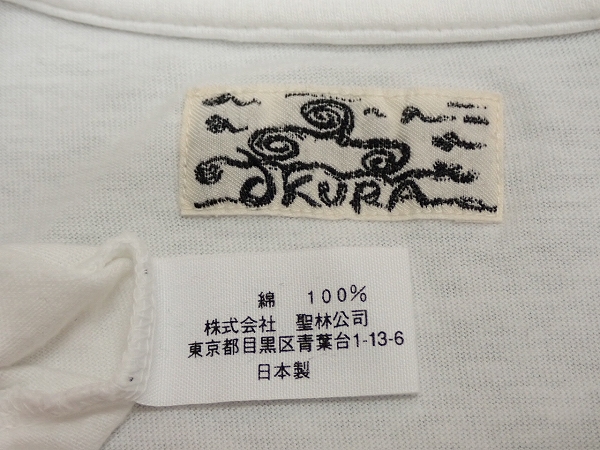 OKURA
綿 100%
株式会社 聖林公司
東京都目黒区青葉台1-13-6
日本製